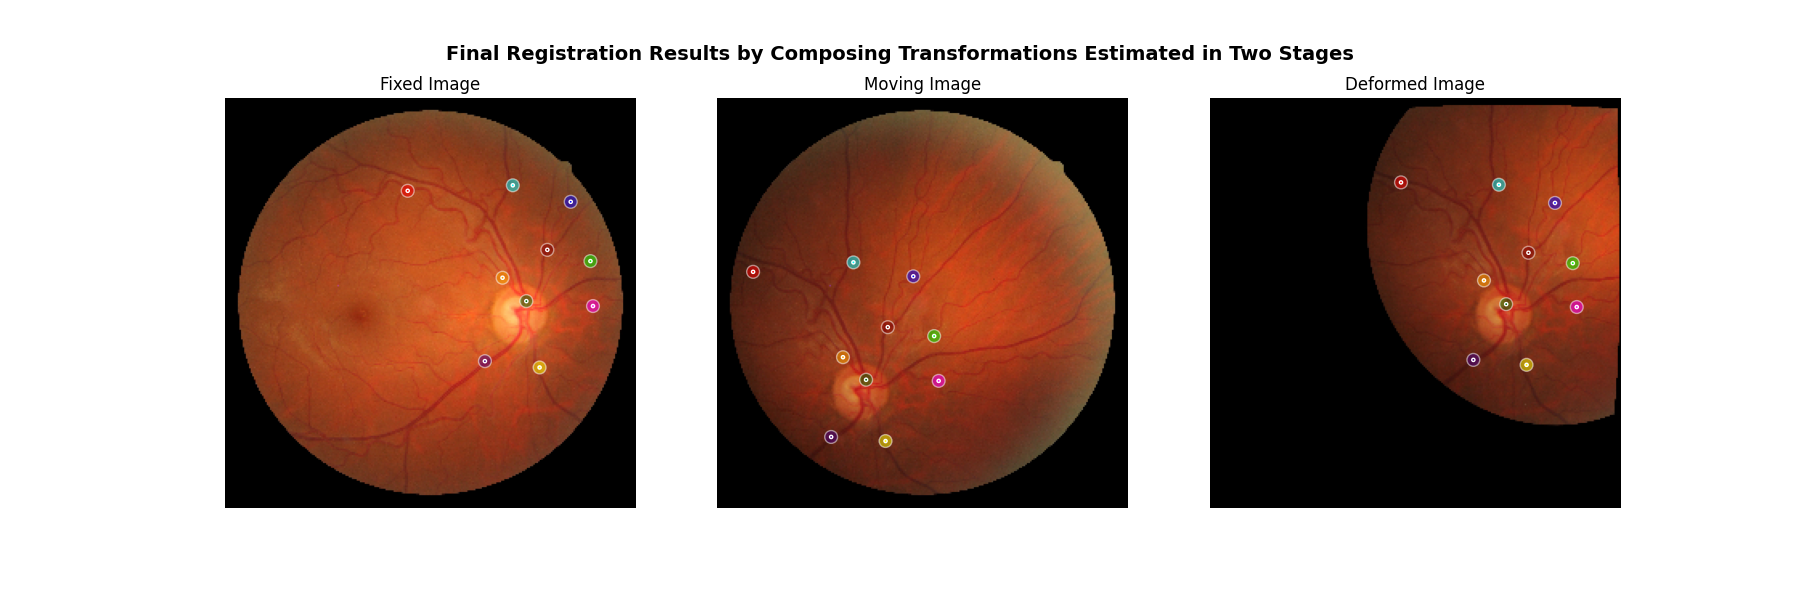 Final Registration Results by Composing Transformations Estimated in Two Stages
Fixed Image
Moving Image
Deformed Image